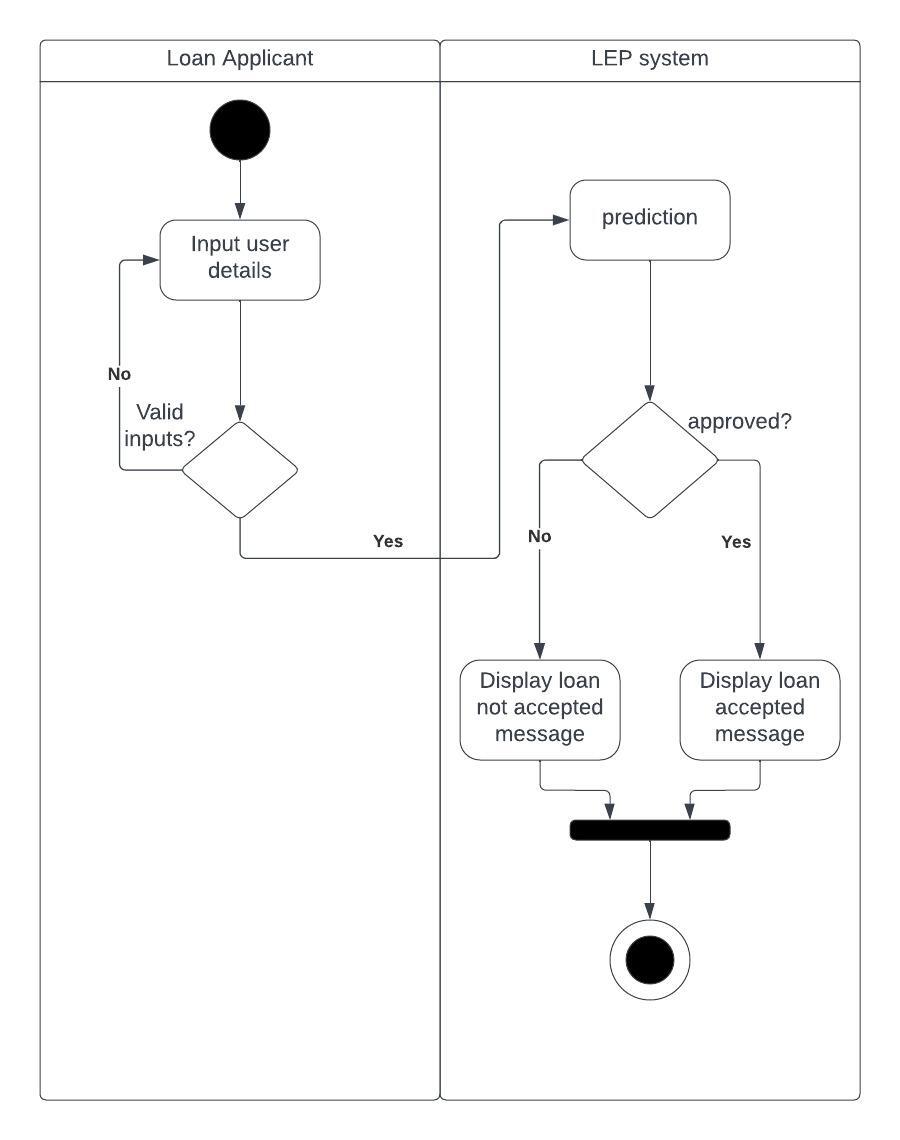 Loan Applicant
LEP system
Input user
details
No
Valid
inputs?
Yes
prediction
approved?
No
Yes
Display loan
not accepted
message
Display loan
accepted
message